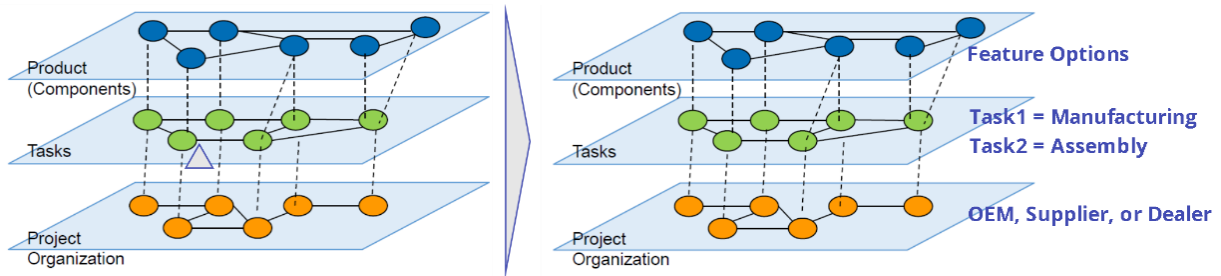 Product
(Components)
Tasks
Project
Organization
Product
(Components)
Feature Options
Tasks
Task1 = Manufacturing
Task2 = Assembly
Project
Organization
OEM, Supplier, or Dealer